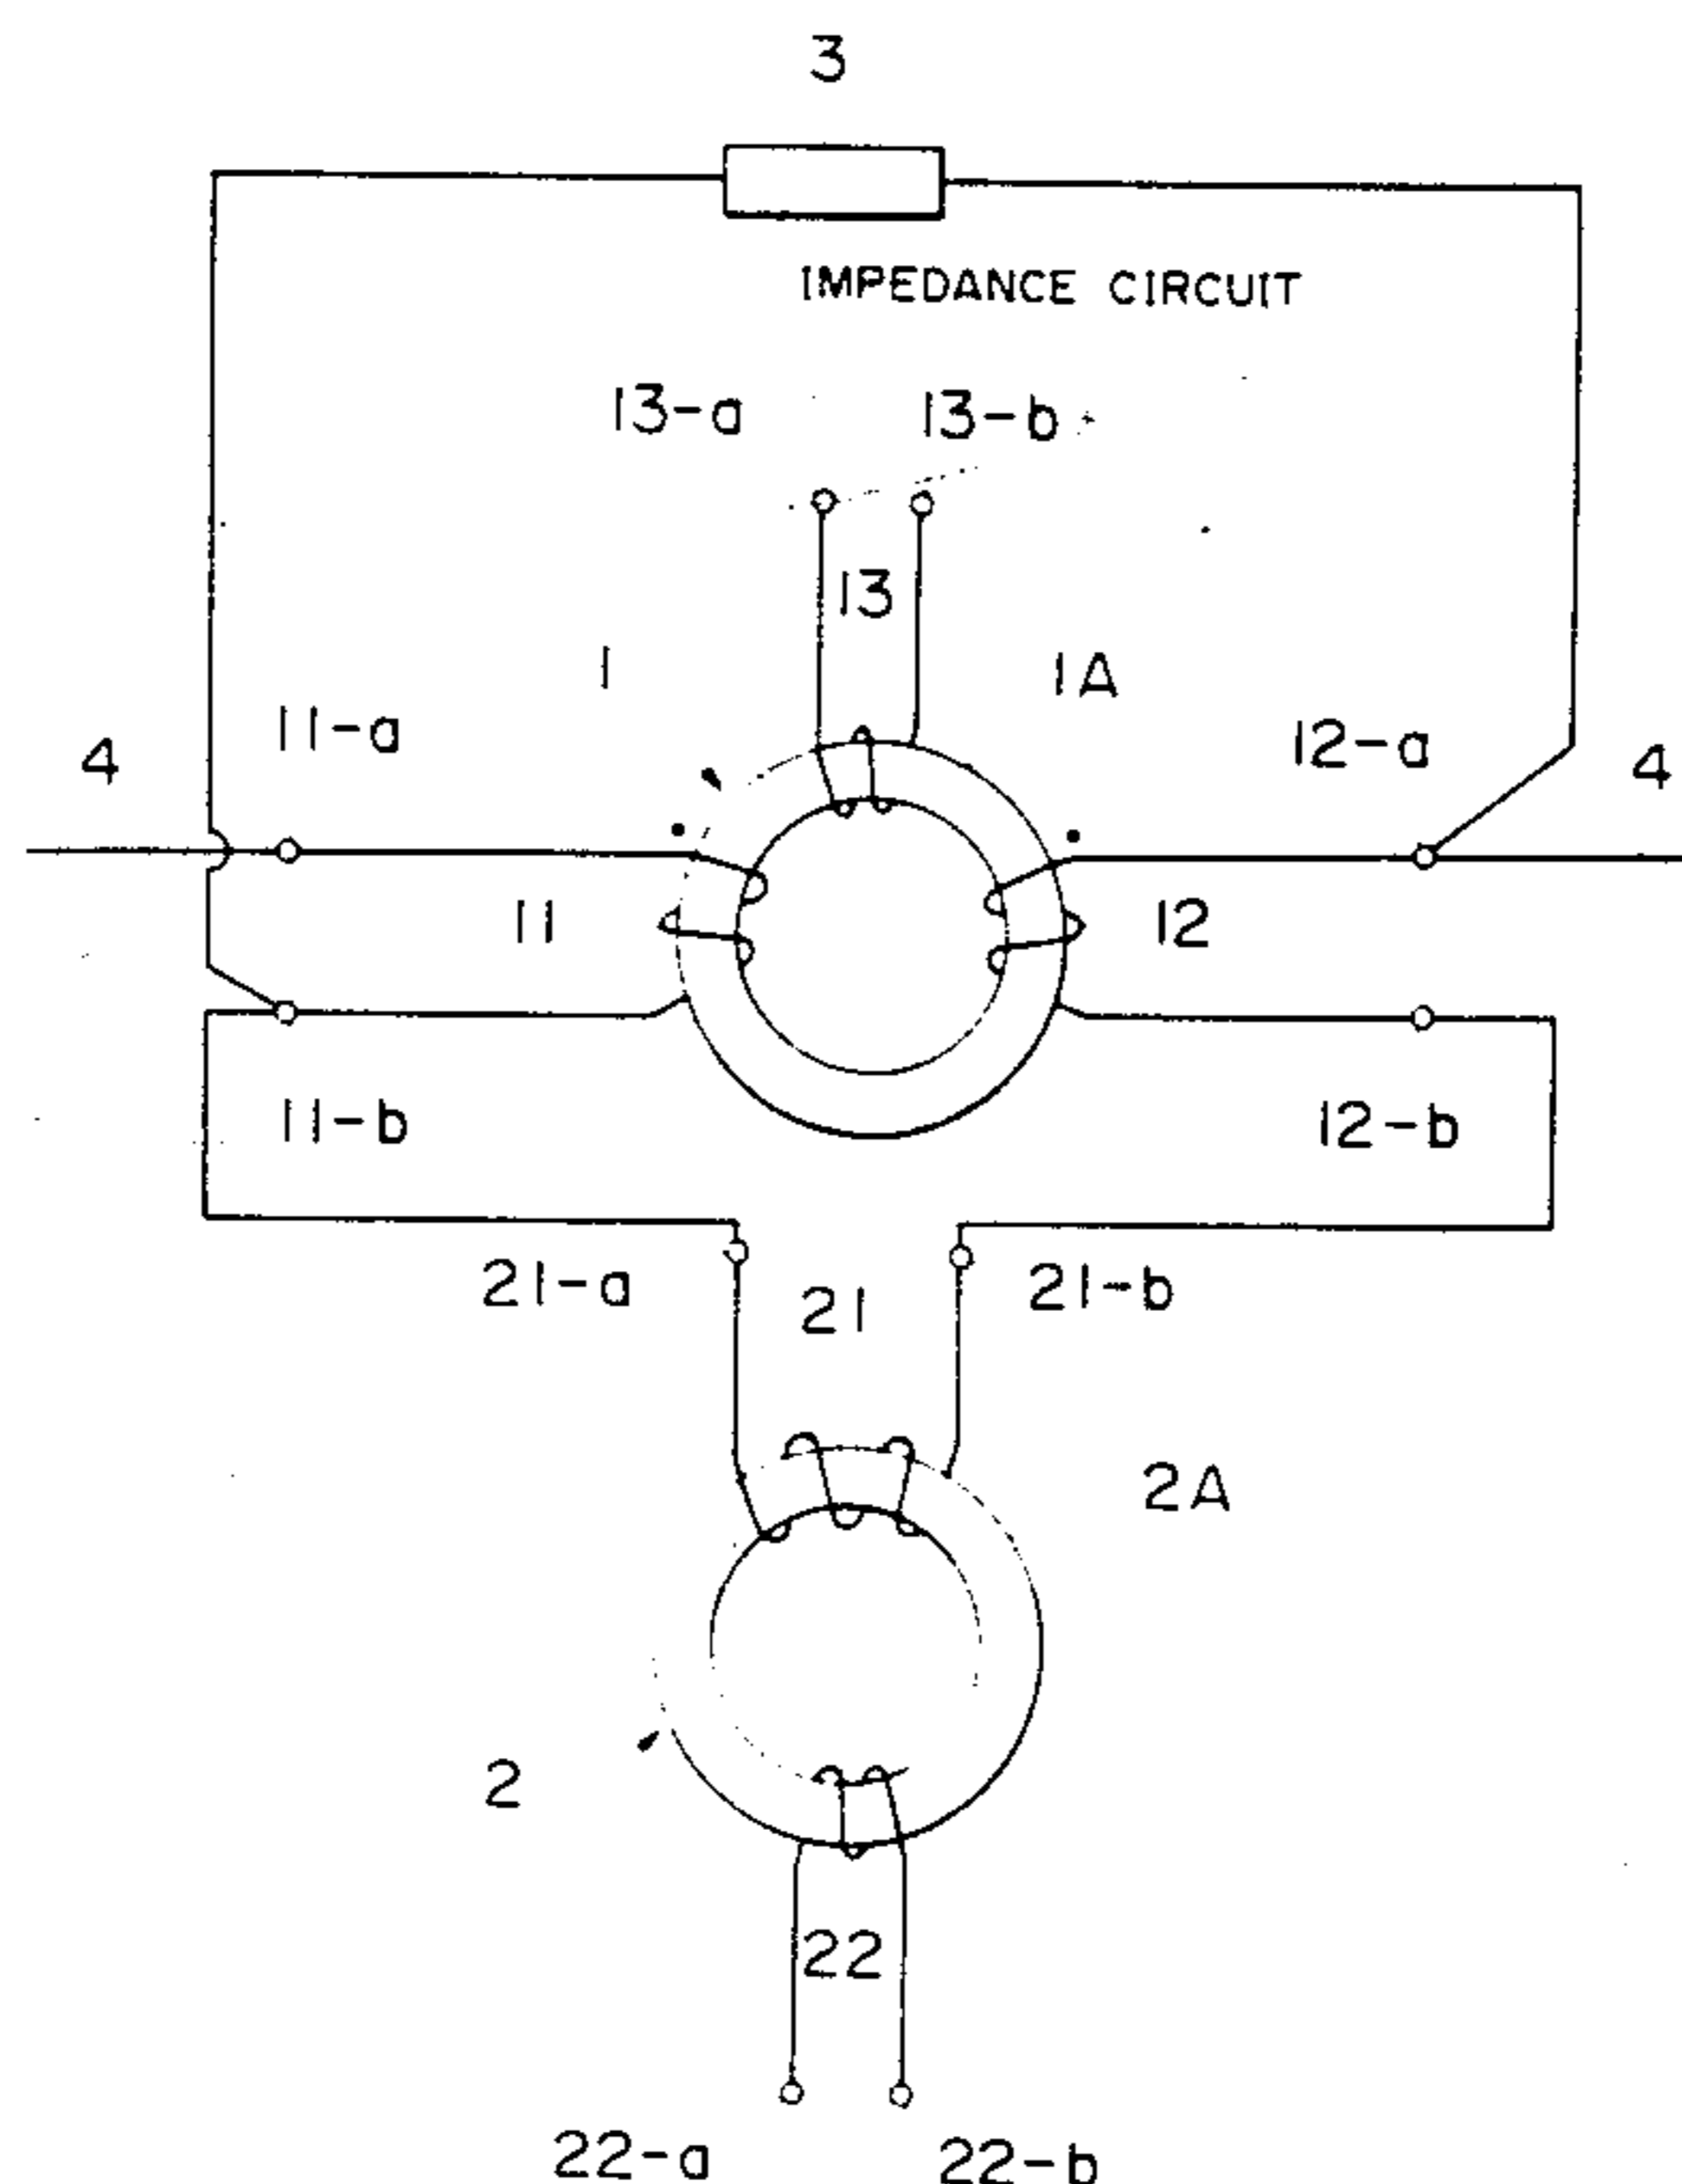 3
IMPEDANCE CIRCUIT
13-a 13-b
13
1 1A
11-a 12-a
4 4
11 12
11-b 12-b
21-a 21 21-b
2A
2
22
22-a 22-b